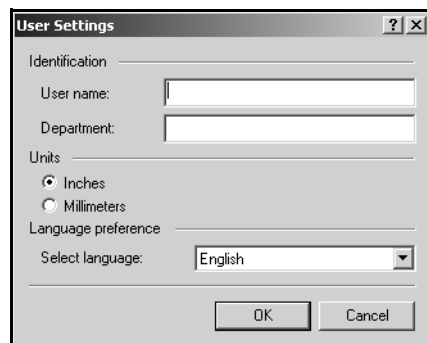 User Settings
Identification
User name:
Department:
Units
Inches
Millimeters
Language preference
Select language: English
OK Cancel